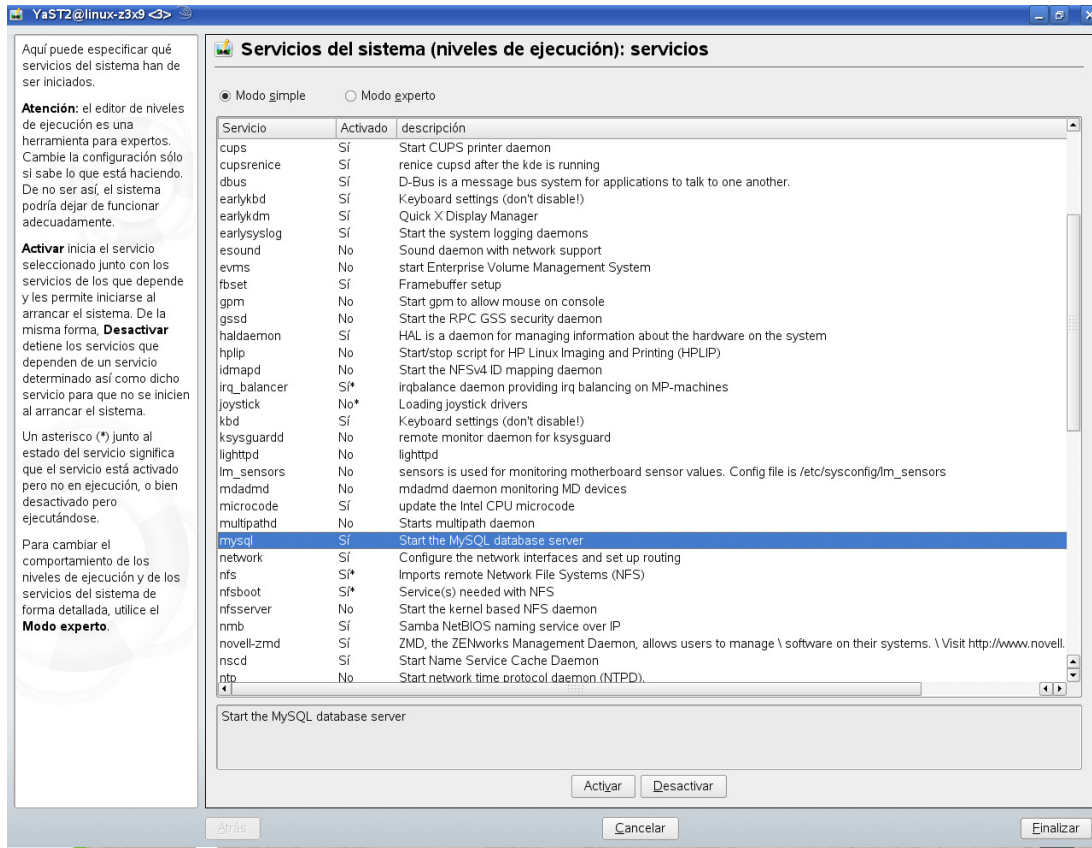 YaST2@linux-z3x9 <3>
Aquí puede especificar qué
servicios del sistema han de
ser iniciados.
Atención: el editor de niveles
de ejecución es una
herramienta para expertos.
Cambie la configuración sólo
si sabe lo que está haciendo.
De no ser así, el sistema
podría dejar de funcionar
adecuadamente.
Activar inicia el servicio
seleccionado junto con los
servicios de los que depende
y les permite iniciarse al
arrancar el sistema. De la
misma forma, Desactivar
detiene los servicios que
dependen de un servicio
determinado así como dicho
servicio para que no se inicien
al arrancar el sistema.
Un asterisco (*) junto al
estado del servicio significa
que el servicio está activado
pero no en ejecución, o bien
desactivado pero
ejecutándose.
Para cambiar el
comportamiento de los
niveles de ejecución y de los
servicios del sistema de
forma detallada, utilice el
Modo experto.
Servicios del sistema (niveles de ejecución): servicios
Modo simple Modo experto
Servicio Activado descripción
cups Sí Start CUPS printer daemon
cupsrenice Sí renice cupsd after the kde is running
dbus Sí D-Bus is a message bus system for applications to talk to one another.
earlykbd Sí Keyboard settings (don't disable!)
earlykdm Sí Quick X Display Manager
earlysyslog Sí Start the system logging daemons
esound No Sound daemon with network support
evms No start Enterprise Volume Management System
fbset Sí Framebuffer setup
gpm No Start gpm to allow mouse on console
gssd No Start the RPC GSS security daemon
haldaemon Sí HAL is a daemon for managing information about the hardware on the system
hplip No Start/stop script for HP Linux Imaging and Printing (HPLIP)
idmapd No Start the NFSv4 ID mapping daemon
irq_balancer Sí* irqbalance daemon providing irq balancing on MP-machines
joystick No* Loading joystick drivers
kbd Sí Keyboard settings (don't disable!)
ksysguardd No remote monitor daemon for ksysguard
lighttpd No lighttpd
lm_sensors No sensors is used for monitoring motherboard sensor values. Config file is /etc/sysconfig/lm_sensors
mdadmd No mdadmd daemon monitoring MD devices
microcode Sí update the Intel CPU microcode
multipathd No Starts multipath daemon
mysql Sí Start the MySQL database server
network Sí Configure the network interfaces and set up routing
nfs Sí* Imports remote Network File Systems (NFS)
nfsboot Sí* Service(s) needed with NFS
nfsserver No Start the kernel based NFS daemon
nmb Sí Samba NetBIOS naming service over IP
novell-zmd Sí ZMD, the ZENworks Management Daemon, allows users to manage \ software on their systems. \ Visit http://www.novell.
nscd Sí Start Name Service Cache Daemon
ntp No Start network time protocol daemon (NTPD).
Start the MySQL database server
Activar Desactivar
Atrás Cancelar Finalizar